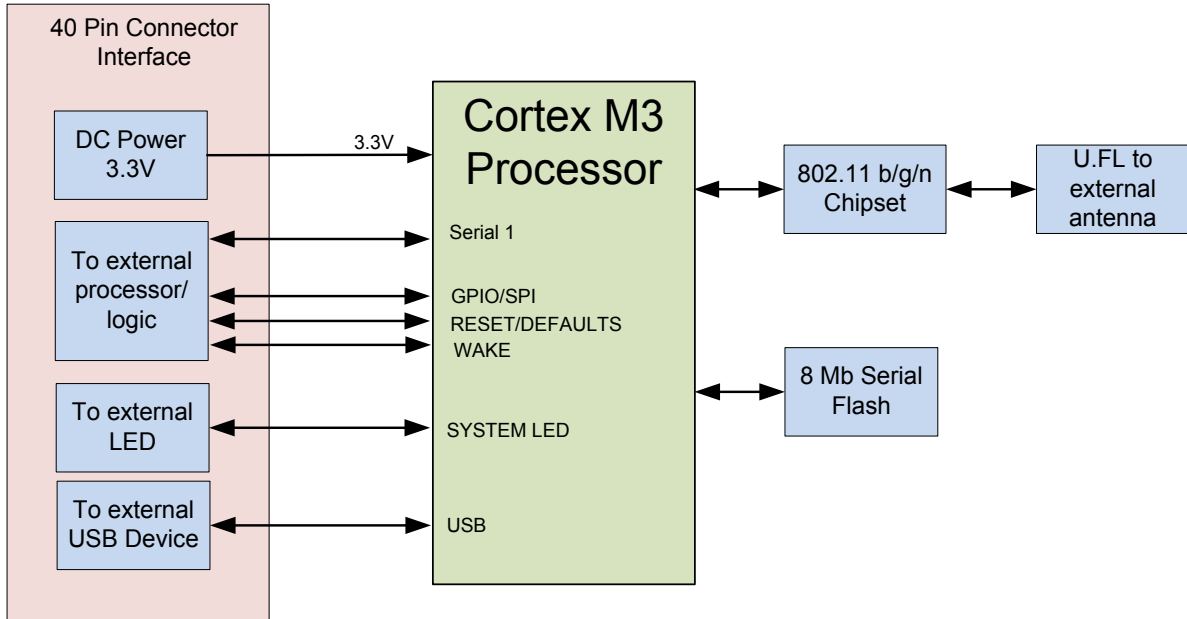 40 Pin Connector
Interface
DC Power
3.3V
3.3V
To external
processor/
logic
To external
LED
To external
USB Device
Cortex M3
Processor
Serial 1
GPIO/SPI
RESET/DEFAULTS
WAKE
SYSTEM LED
USB
802.11 b/g/n
Chipset
U.FL to
external
antenna
8 Mb Serial
Flash